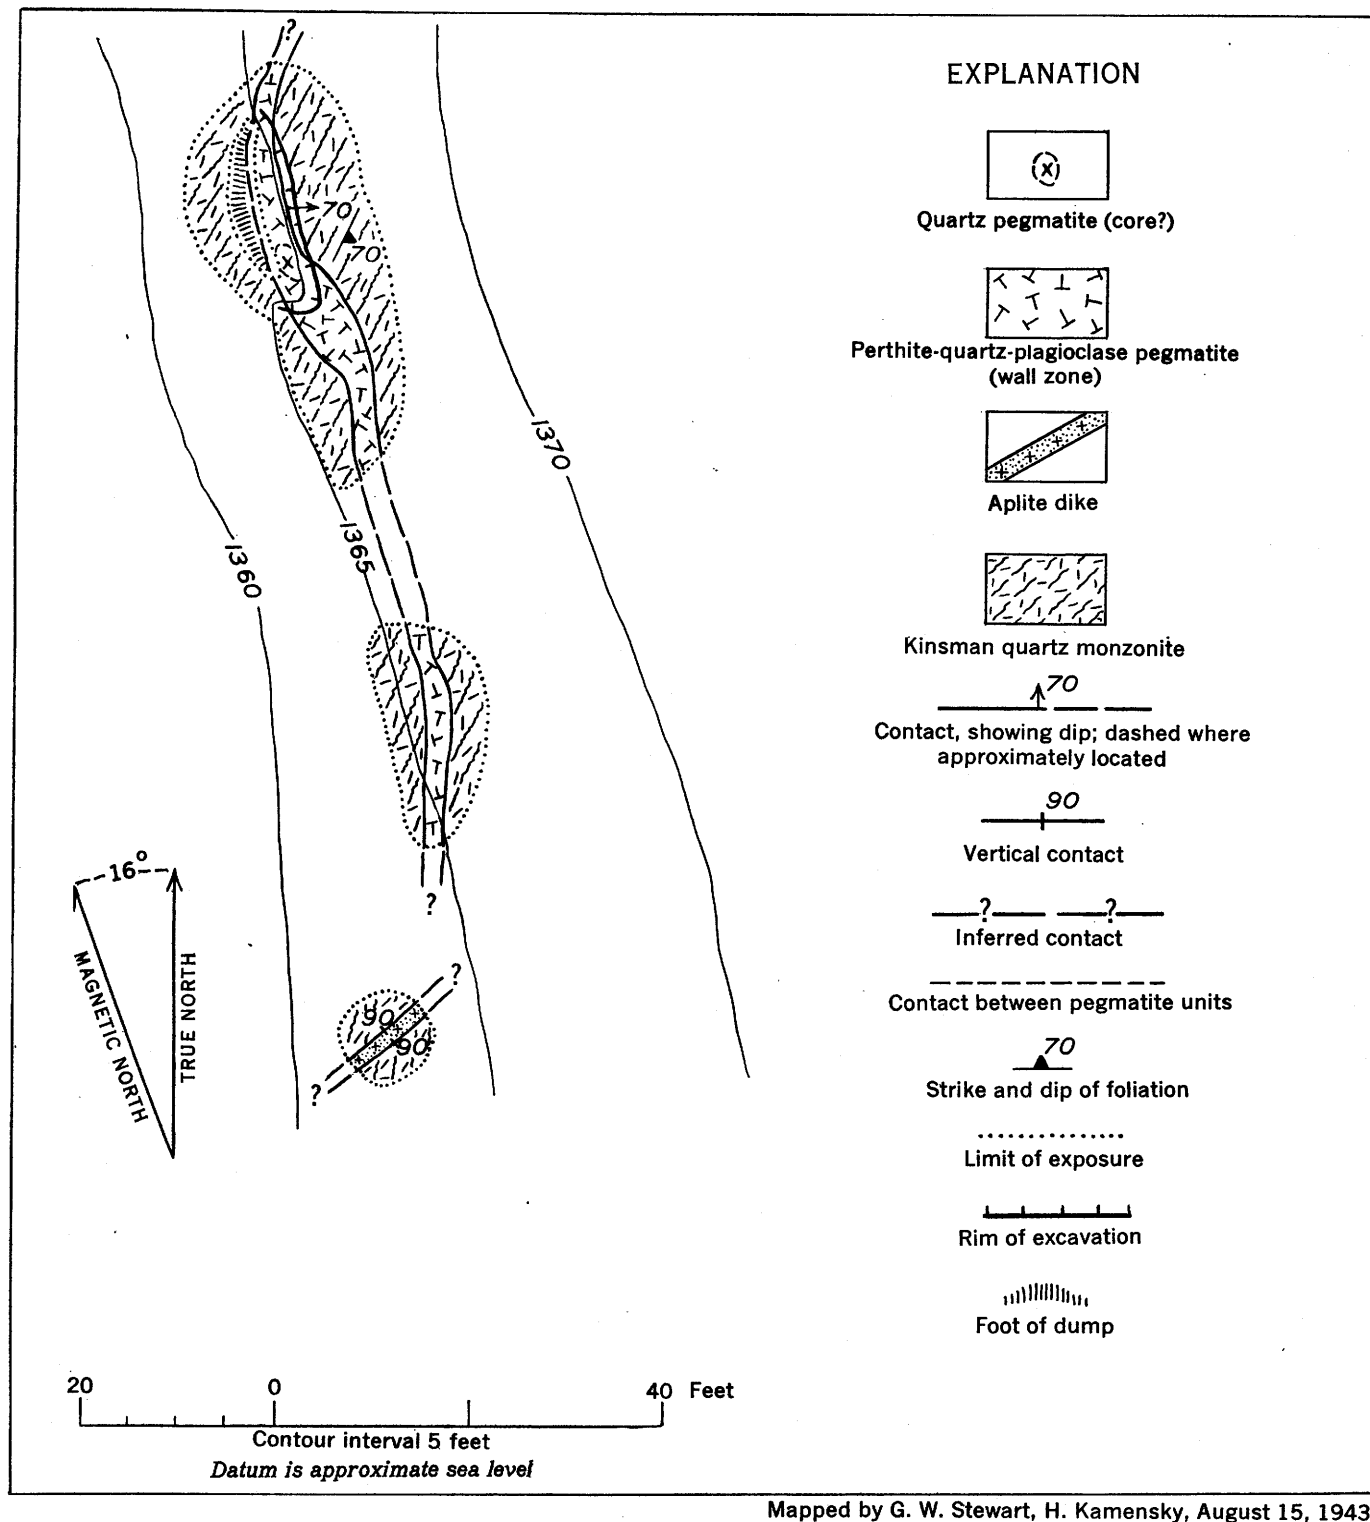 EXPLANATION
Quartz pegmatite (core?)
Perthite-quartz-plagioclase pegmatite
(wall zone)
Aplite dike
Kinsman quartz monzonite
70
Contact, showing dip; dashed where
approximately located
90
Vertical contact
? ?
Inferred contact
Contact between pegmatite units
70
Strike and dip of foliation
Limit of exposure
Rim of excavation
Foot of dump
?
70
70
1370
1365
1360
?
16°
MAGNETIC NORTH
TRUE NORTH
?
90
90
?
20 0 40 Feet
Contour interval 5 feet
Datum is approximate sea level
Mapped by G. W. Stewart, H. Kamensky, August 15, 1943